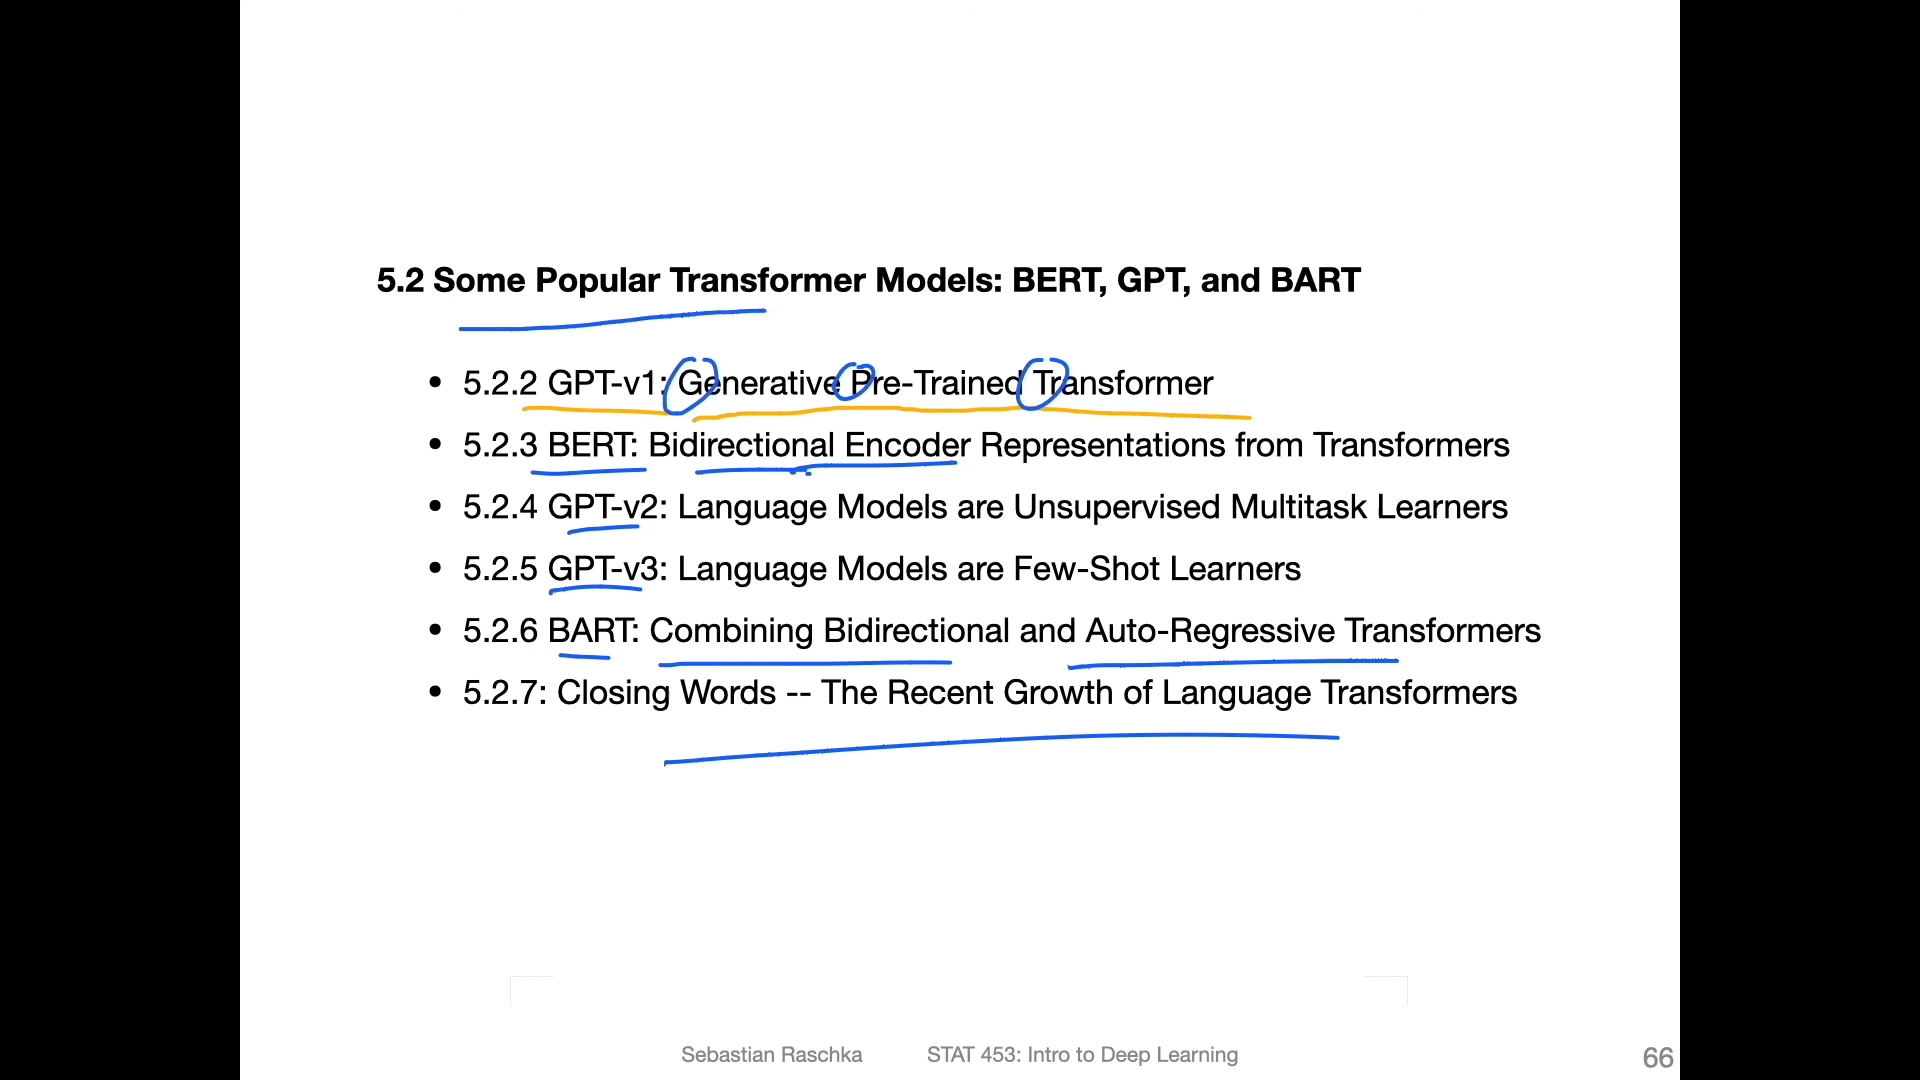 5.2 Some Popular Transformer Models: BERT, GPT, and BART
• 5.2.2 GPT-v1: Generative Pre-Trained Transformer
• 5.2.3 BERT: Bidirectional Encoder Representations from Transformers
• 5.2.4 GPT-v2: Language Models are Unsupervised Multitask Learners
• 5.2.5 GPT-v3: Language Models are Few-Shot Learners
• 5.2.6 BART: Combining Bidirectional and Auto-Regressive Transformers
• 5.2.7: Closing Words -- The Recent Growth of Language Transformers
Sebastian Raschka STAT 453: Intro to Deep Learning 66